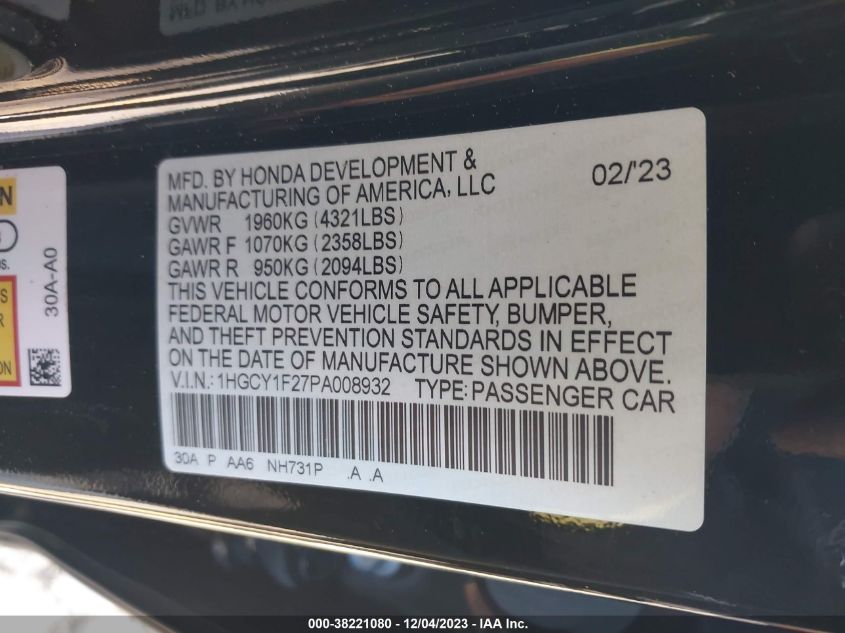 MFD. BY HONDA DEVELOPMENT &
MANUFACTURING OF AMERICA, LLC
02/'23
GVWR 1960KG (4321LBS)
GAWR F 1070KG (2358LBS)
GAWR R 950KG (2094LBS)
THIS VEHICLE CONFORMS TO ALL APPLICABLE
FEDERAL MOTOR VEHICLE SAFETY, BUMPER,
AND THEFT PREVENTION STANDARDS IN EFFECT
ON THE DATE OF MANUFACTURE SHOWN ABOVE.
V.I.N.: 1HGCY1F27PA008932 TYPE: PASSENGER CAR
30A P AA6 NH731P .A .A
30A-A0
000-38221080 - 12/04/2023 - IAA Inc.